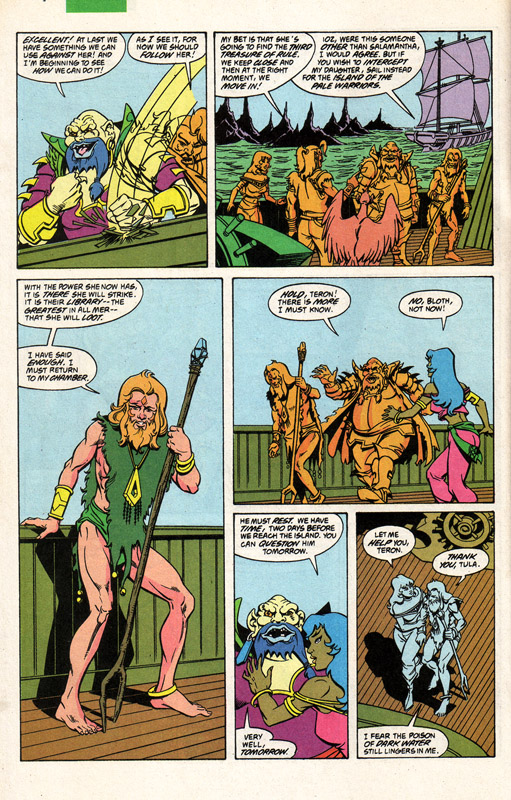 EXCELLENT! AT LAST WE
HAVE SOMETHING WE CAN
USE AGAINST HER! AND
I'M BEGINNING TO SEE
HOW WE CAN DO IT!
AS I SEE IT, FOR
NOW WE SHOULD
FOLLOW HER!
MY BET IS THAT SHE'S
GOING TO FIND THE THIRD
TREASURE OF RULE.
WE KEEP CLOSE AND
THEN AT THE RIGHT
MOMENT, WE
MOVE IN!
IOZ, WERE THIS SOMEONE
OTHER THAN SALAMANTHA,
I WOULD AGREE. BUT IF
YOU WISH TO INTERCEPT
MY DAUGHTER, SAIL INSTEAD
FOR THE ISLAND OF THE
PALE WARRIORS.
WITH THE POWER SHE NOW HAS,
IT IS THERE SHE WILL STRIKE.
IT IS THEIR LIBRARY--THE
GREATEST IN ALL MER--
THAT SHE WILL LOOT.
I HAVE SAID
ENOUGH. I
MUST RETURN
TO MY CHAMBER.
HOLD, TERON!
THERE IS MORE
I MUST KNOW.
NO, BLOTH,
NOT NOW!
HE MUST REST. WE HAVE
TIME, TWO DAYS BEFORE
WE REACH THE ISLAND. YOU
CAN QUESTION HIM
TOMORROW.
VERY
WELL,
TOMORROW.
LET ME
HELP YOU,
TERON.
THANK
YOU, TULA.
I FEAR THE POISON
OF DARK WATER
STILL LINGERS IN ME.